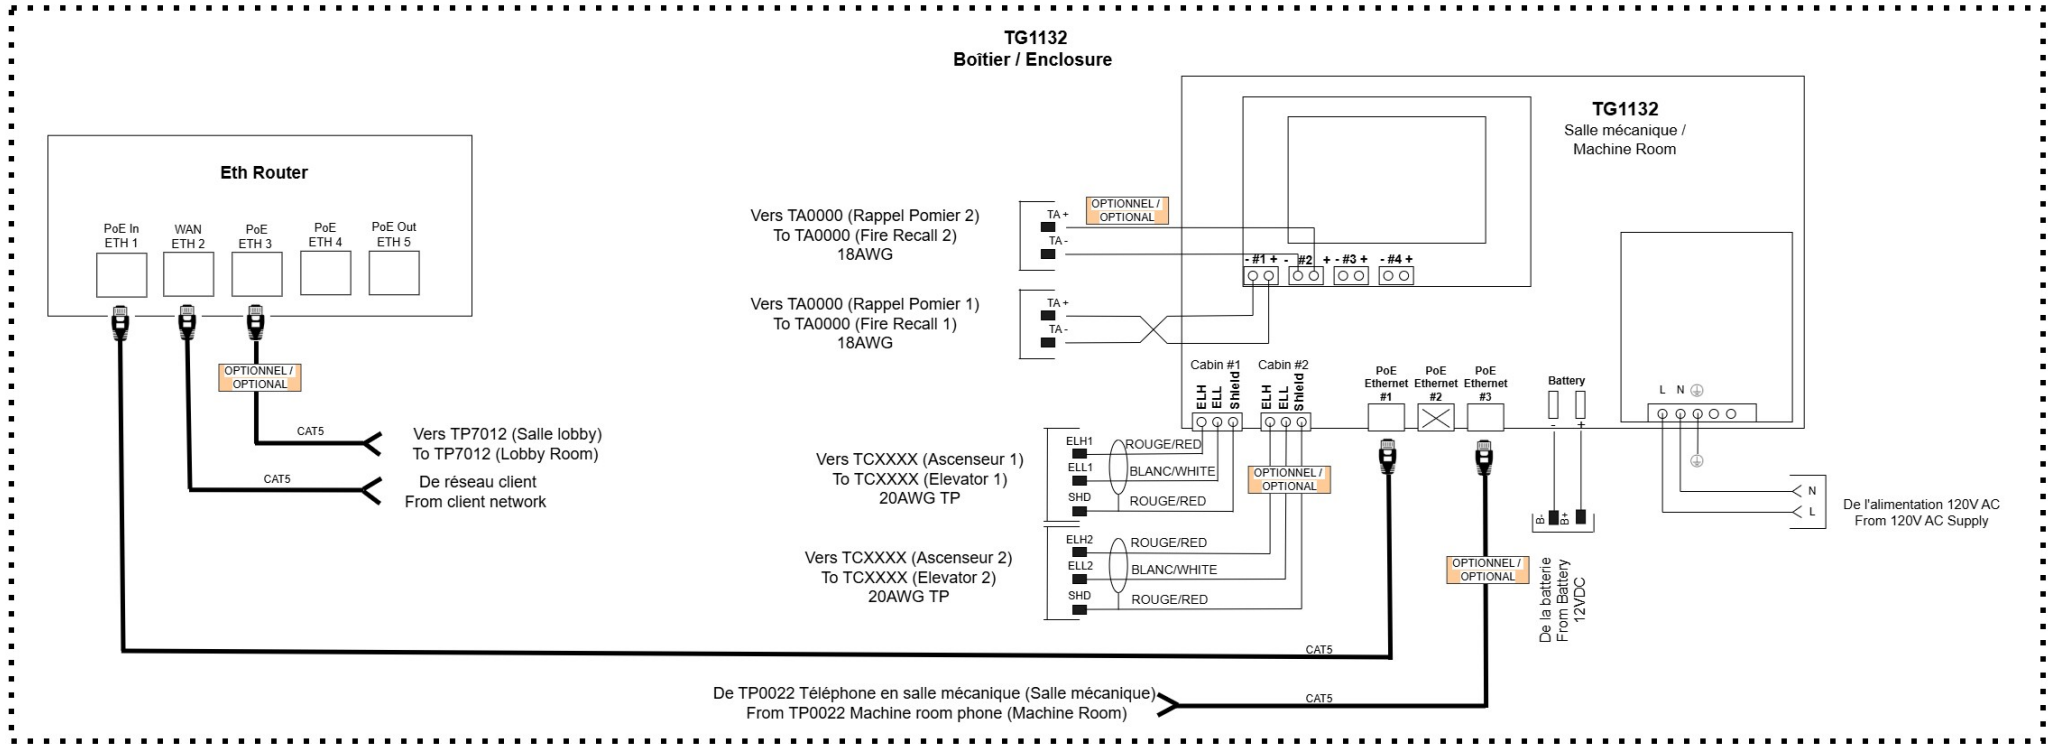 TG1132
Boîtier / Enclosure
TG1132
Salle mécanique /
Machine Room
Eth Router
PoE In
ETH 1
WAN
ETH 2
PoE
ETH 3
PoE
ETH 4
PoE Out
ETH 5
OPTIONNEL /
OPTIONAL
CAT5
Vers TP7012 (Salle lobby)
To TP7012 (Lobby Room)
CAT5
De réseau client
From client network
Vers TA0000 (Rappel Pomier 2)
To TA0000 (Fire Recall 2)
18AWG
TA +
TA -
OPTIONNEL /
OPTIONAL
Vers TA0000 (Rappel Pomier 1)
To TA0000 (Fire Recall 1)
18AWG
TA +
TA -
- #1 + - #2 + - #3 + - #4 +
Cabin #1
ELH
ELL
Shield
Cabin #2
ELH
ELL
Shield
PoE
Ethernet
#1
PoE
Ethernet
#2
PoE
Ethernet
#3
Battery
- +
L N
Vers TCXXXX (Ascenseur 1)
To TCXXXX (Elevator 1)
20AWG TP
ELH1
ELL1
SHD
ROUGE/RED
BLANC/WHITE
ROUGE/RED
OPTIONNEL /
OPTIONAL
Vers TCXXXX (Ascenseur 2)
To TCXXXX (Elevator 2)
20AWG TP
ELH2
ELL2
SHD
ROUGE/RED
BLANC/WHITE
ROUGE/RED
B-
B+
De la batterie
From Battery
12VDC
N
L
De l'alimentation 120V AC
From 120V AC Supply
OPTIONNEL /
OPTIONAL
CAT5
De TP0022 Téléphone en salle mécanique (Salle mécanique)
From TP0022 Machine room phone (Machine Room)
CAT5